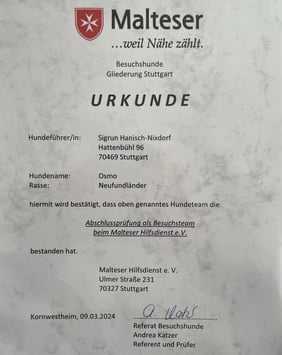 Malteser
...weil Nähe zählt.
Besuchshunde
Gliederung Stuttgart
URKUNDE
Hundeführer/in: Sigrun Hanisch-Nixdorf
Hattenbühl 96
70469 Stuttgart
Hundename: Osmo
Rasse: Neufundländer
hiermit wird bestätigt, dass oben genanntes Hundeteam die
Abschlussprüfung als Besuchsteam
beim Malteser Hilfsdienst e.V.
bestanden hat.
Malteser Hilfsdienst e. V.
Ulmer Straße 231
70327 Stuttgart
Kornwestheim, 09.03.2024
Referat Besuchshunde
Andrea Katzer
Referent und Prüfer